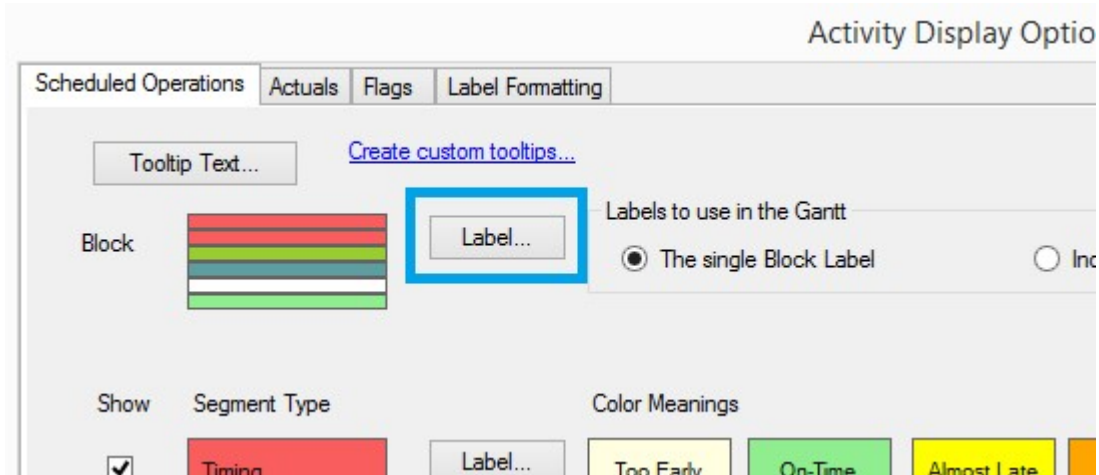 Activity Display Optio
Scheduled Operations Actuals Flags Label Formatting
Tooltip Text... Create custom tooltips...
Labels to use in the Gantt
Block Label... The single Block Label Inc
Show Segment Type Color Meanings
Timing Label... Too Early On-Time Almost Late